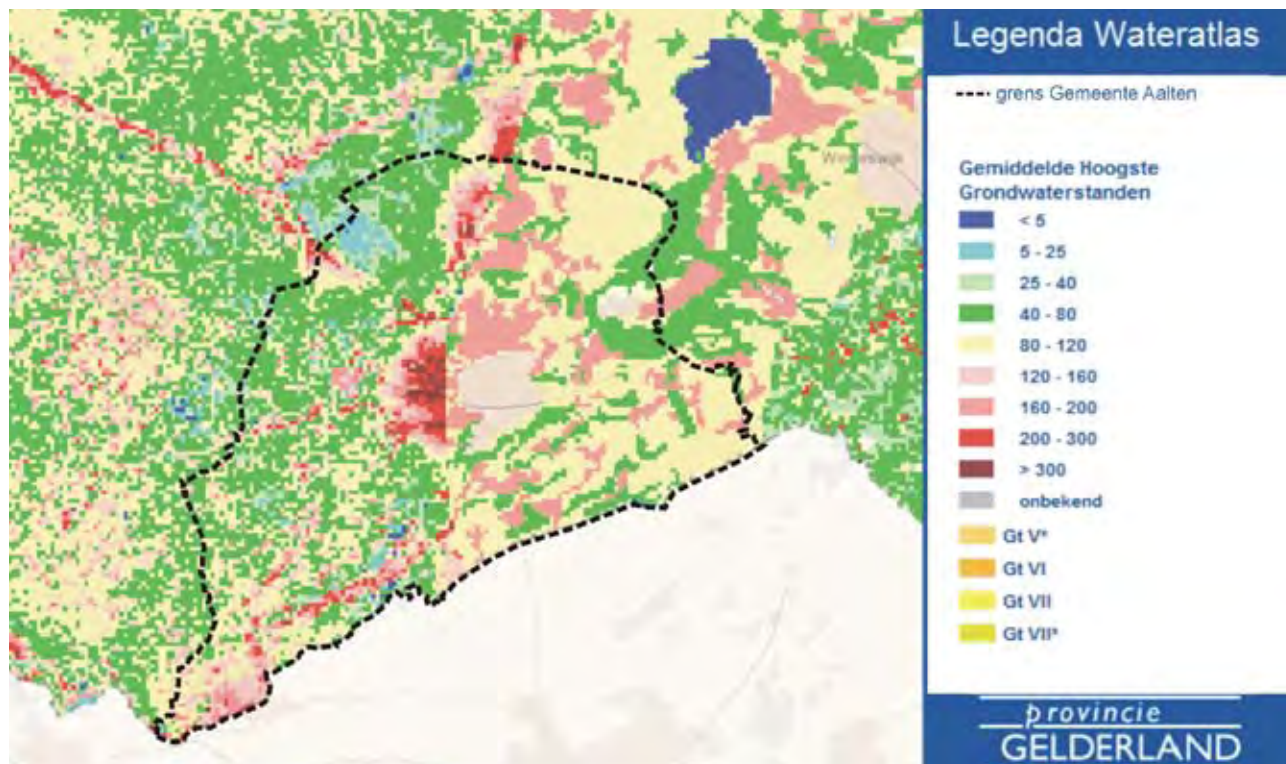 Legenda Wateratlas
grens Gemeente Aalten
Gemiddelde Hoogste
Grondwaterstanden
< 5
5 - 25
25 - 40
40 - 80
80 - 120
120 - 160
160 - 200
200 - 300
> 300
onbekend
Gt V*
Gt VI
Gt VII
Gt VII*
provincie
GELDERLAND